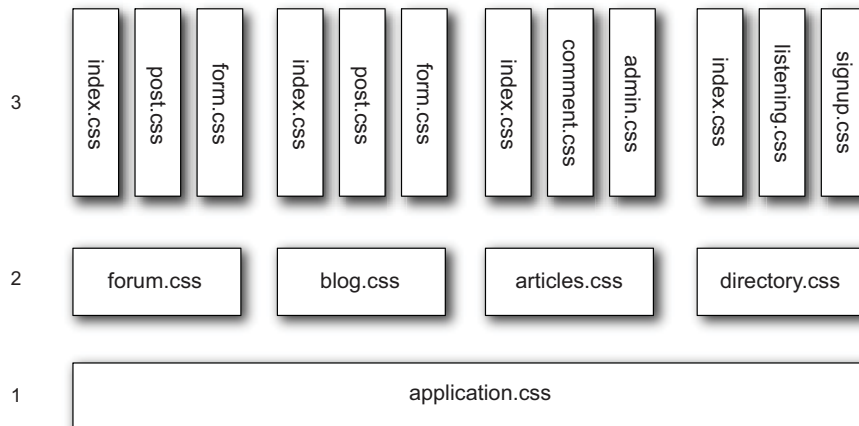 3
index.css
post.css
form.css
index.css
post.css
form.css
index.css
comment.css
admin.css
index.css
listening.css
signup.css
2
forum.css
blog.css
articles.css
directory.css
1
application.css